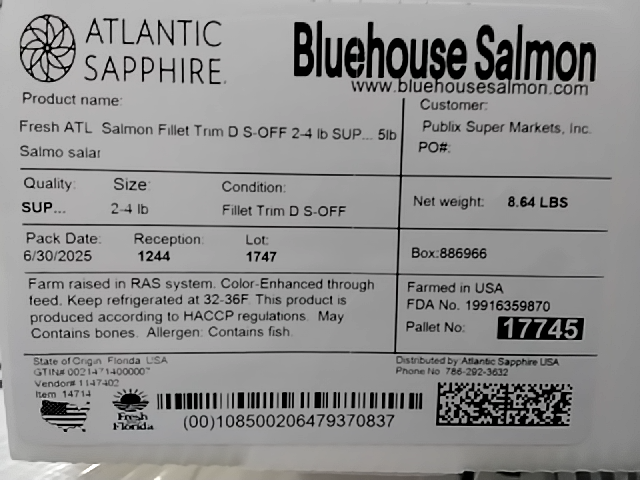 ATLANTIC
SAPPHIRE.
Bluehouse Salmon
www.bluehousesalmon.com
Product name:
Fresh ATL Salmon Fillet Trim D S-OFF 2-4 lb SUP... 5lb
Salmo salar
Customer:
Publix Super Markets, Inc.
PO#:
Quality: Size: Condition:
SUP... 2-4 lb Fillet Trim D S-OFF
Net weight: 8.64 LBS
Pack Date: Reception: Lot:
6/30/2025 1244 1747
Box:886966
Farm raised in RAS system. Color-Enhanced through
feed. Keep refrigerated at 32-36F. This product is
produced according to HACCP regulations. May
Contains bones. Allergen: Contains fish.
Farmed in USA
FDA No. 19916359870
Pallet No: 17745
State of Origin Florida USA
GTIN#
Vendor# 1147402
Item 14714
Distributed by Atlantic Sapphire USA
Phone No 786-292-3632
Fresh
Florida
(00)108500206479370837